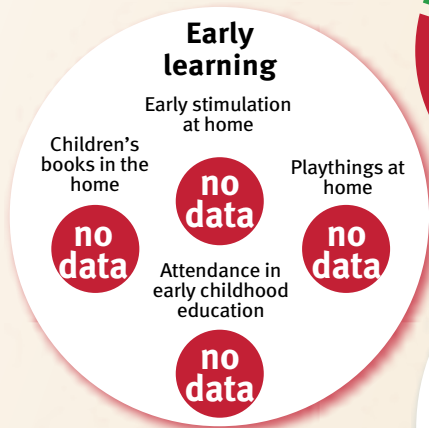 Early
learning
Early stimulation
at home
no
data
Children's
books in the
home
no
data
Playthings at
home
no
data
Attendance in
early childhood
education
no
data